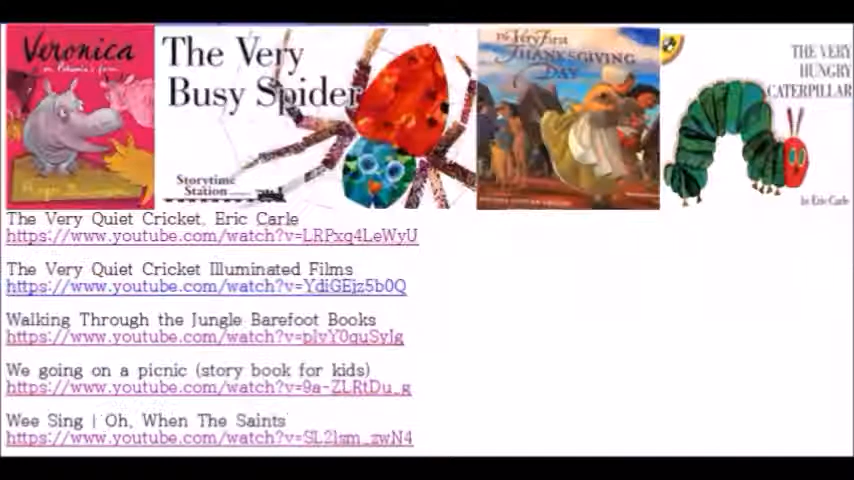 Veronica
The Very
Busy Spider
Storytime
Station
The Very First
THANKSGIVING
DAY
THE VERY
HUNGRY
CATERPILLAR
by Eric Carle
The Very Quiet Cricket, Eric Carle
https://www.youtube.com/watch?v=LRPxq4LeWyU
The Very Quiet Cricket Illuminated Films
https://www.youtube.com/watch?v=YdiGEjz5b0Q
Walking Through the Jungle Barefoot Books
https://www.youtube.com/watch?v=pIvY0quSyJg
We going on a picnic (story book for kids)
https://www.youtube.com/watch?v=9a-ZLRtDu_g
Wee Sing | Oh, When The Saints
https://www.youtube.com/watch?v=SL2lsm_zwN4